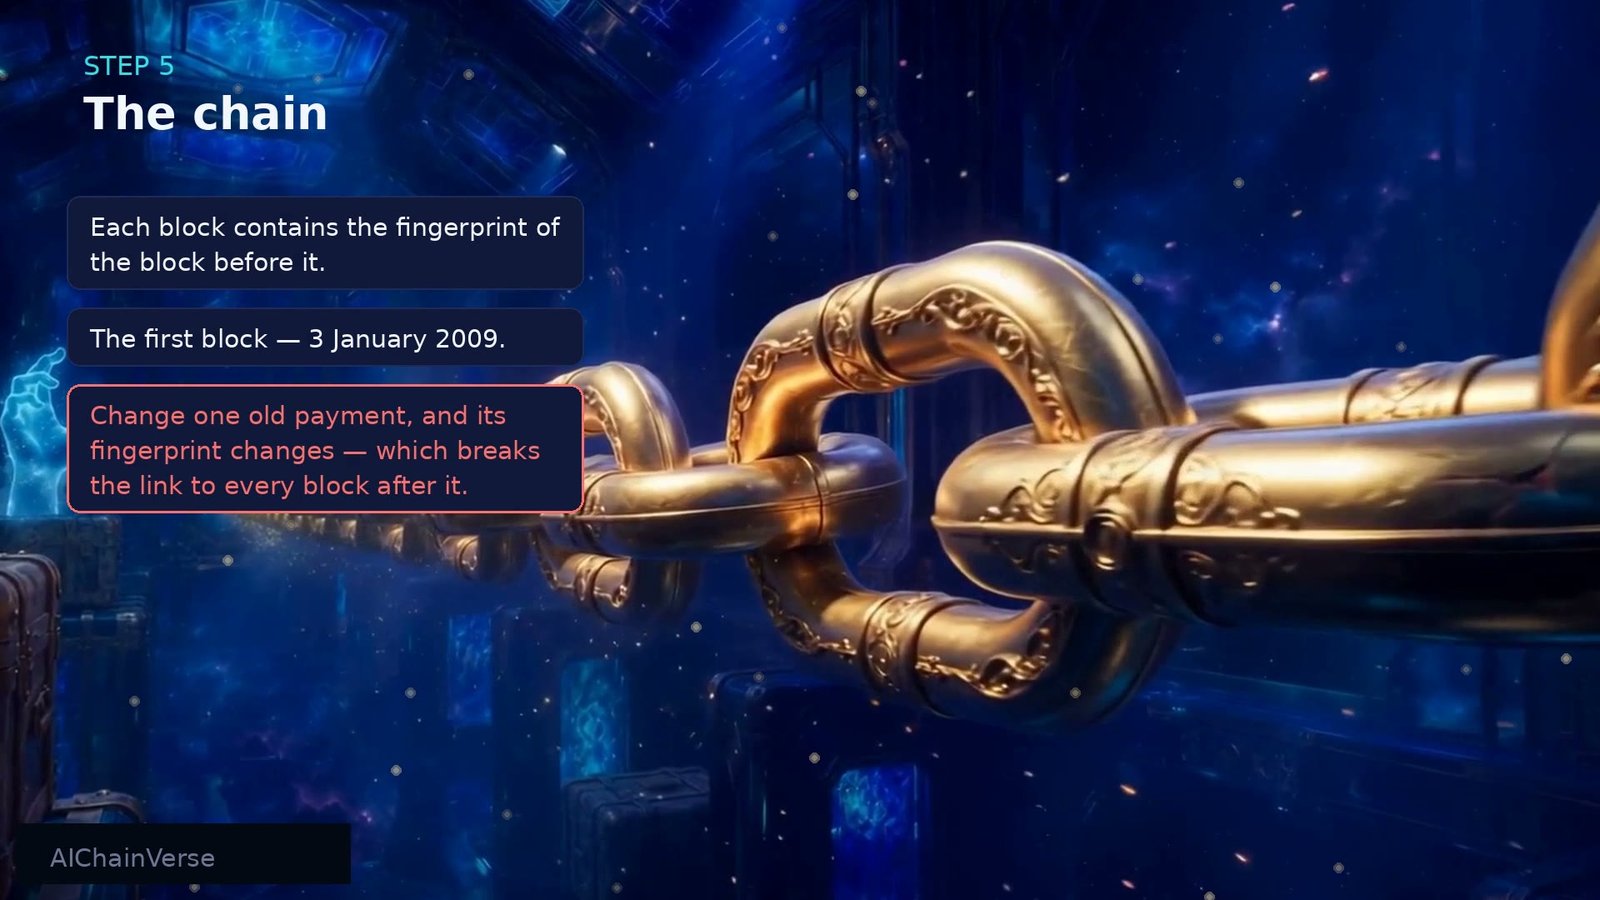 STEP 5
The chain
Each block contains the fingerprint of
the block before it.
The first block — 3 January 2009.
Change one old payment, and its
fingerprint changes — which breaks
the link to every block after it.
AIChainVerse